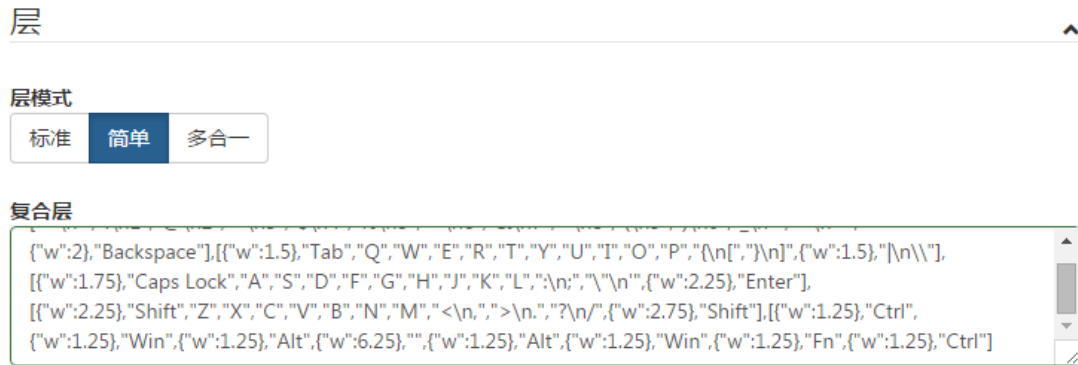 层
层模式
标准 简单 多合一
复合层
{"w":2},"Backspace"],[{"w":1.5},"Tab","Q","W","E","R","T","Y","U","I","O","P","{\n[","}\n]",{"w":1.5},"|\n\\"],
[{"w":1.75},"Caps Lock","A","S","D","F","G","H","J","K","L",":\n;","\"\n'",{"w":2.25},"Enter"],
[{"w":2.25},"Shift","Z","X","C","V","B","N","M","<\n,",">\n.","?\n/",{"w":2.75},"Shift"],[{"w":1.25},"Ctrl",
{"w":1.25},"Win",{"w":1.25},"Alt",{"w":6.25},"",{"w":1.25},"Alt",{"w":1.25},"Win",{"w":1.25},"Fn",{"w":1.25},"Ctrl"]